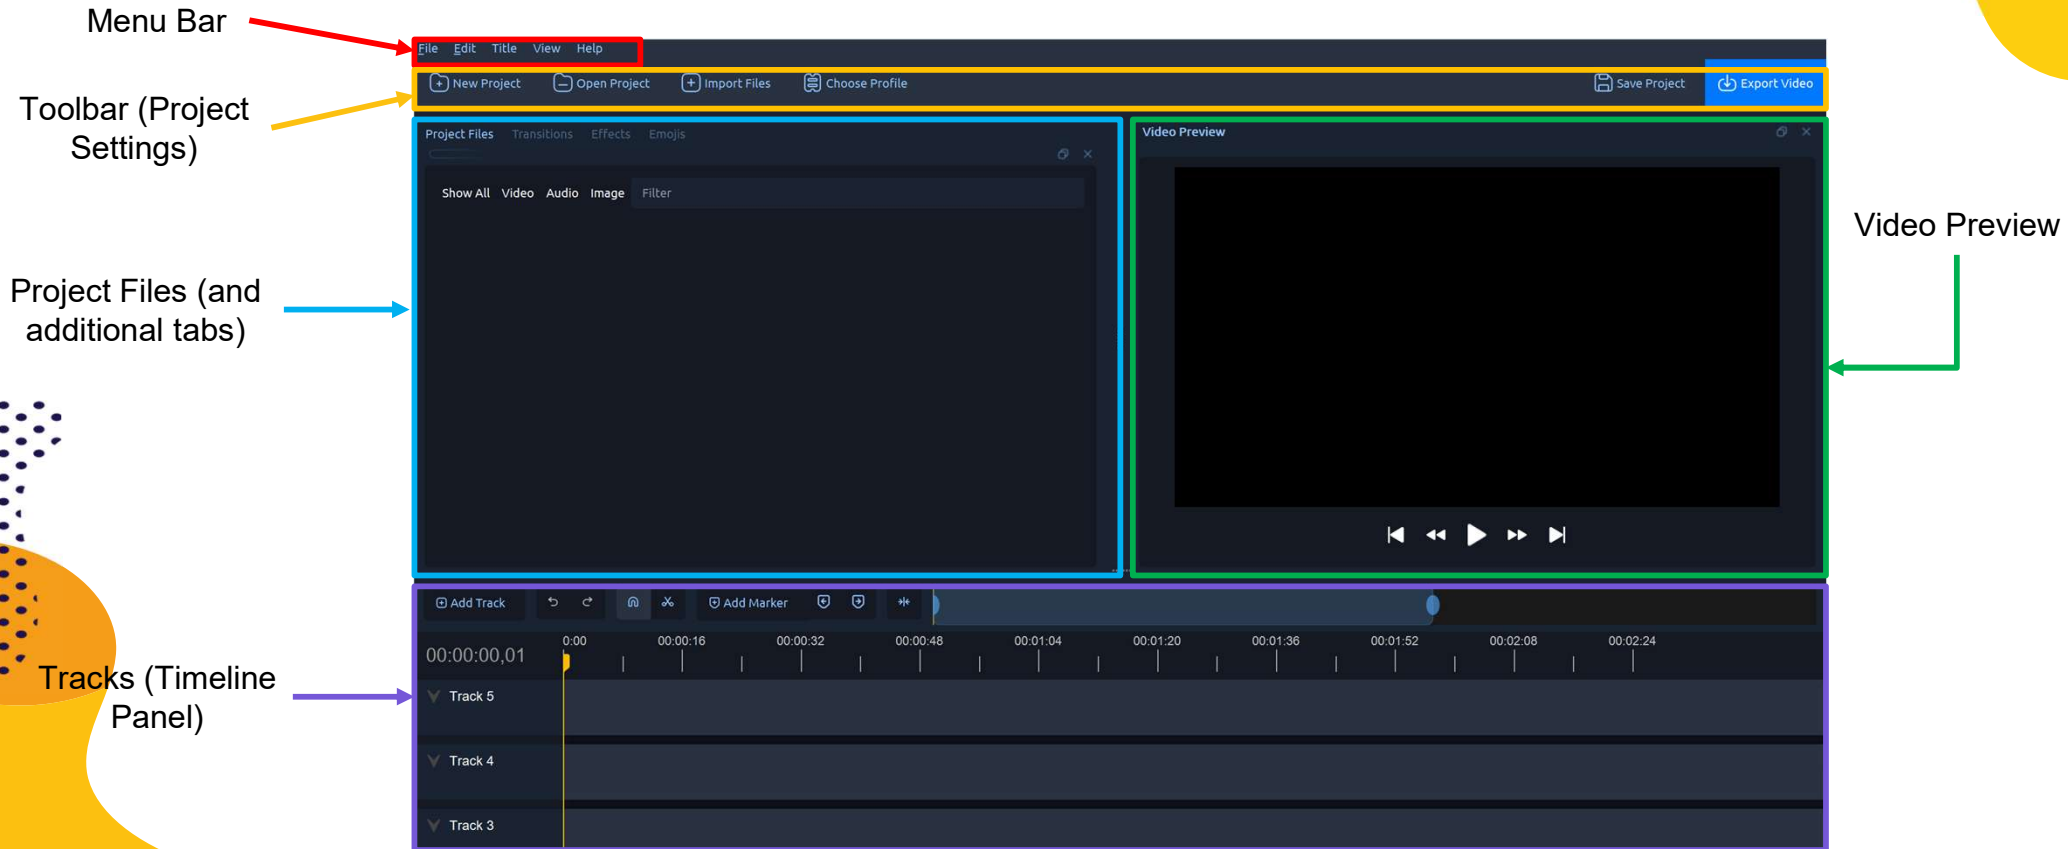 Menu Bar
File Edit Title View Help
New Project Open Project Import Files Choose Profile Save Project Export Video
Toolbar (Project
Settings)
Project Files Transitions Effects Emojis
Video Preview
Show All Video Audio Image Filter
Video Preview
Project Files (and
additional tabs)
Add Track Add Marker
00:00:00,01
0:00 00:00:16 00:00:32 00:00:48 00:01:04 00:01:20 00:01:36 00:01:52 00:02:08 00:02:24
Tracks (Timeline
Panel)
Track 5
Track 4
Track 3